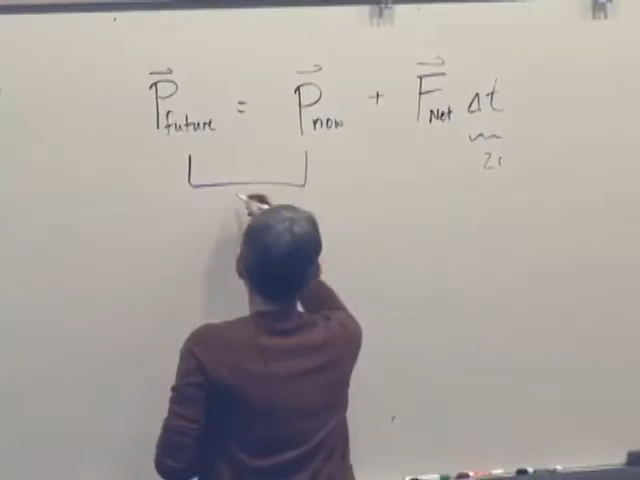 P⃗future = P⃗now + F⃗Net Δt